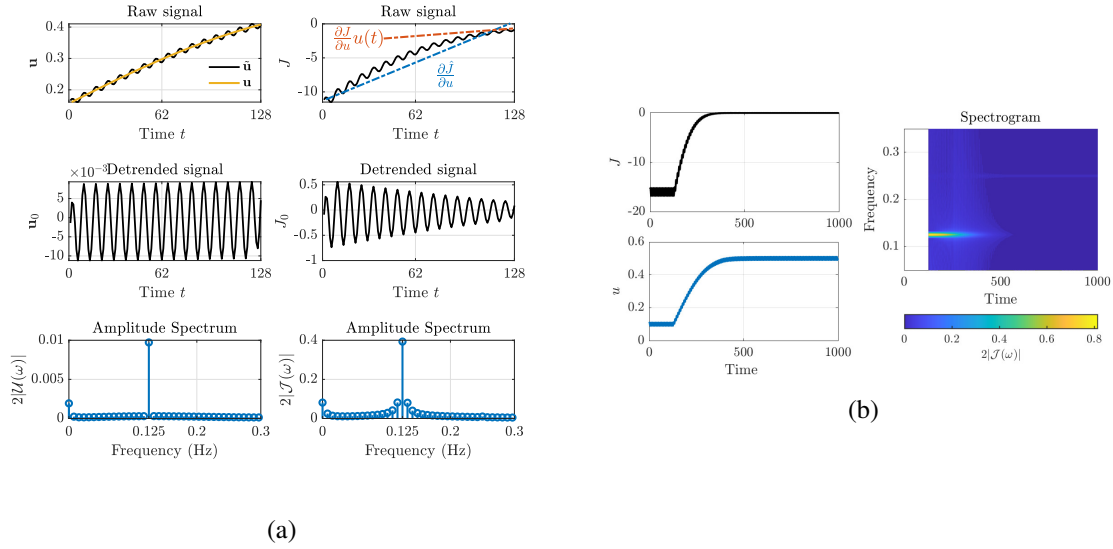 Raw signal
0.4
0.3
0.2
u
ũ
u
0
62
128
Time t
Raw signal
0
-5
-10
J
∂J/∂u u(t)
∂Ĵ/∂u
0
62
128
Time t
×10⁻³ Detrended signal
5
0
-5
-10
u₀
0
62
128
Time t
Detrended signal
0.5
0
-0.5
-1
J₀
0
62
128
Time t
Amplitude Spectrum
0.01
0.005
0
2|𝒰(ω)|
0
0.125
0.2
0.3
Frequency (Hz)
Amplitude Spectrum
0.4
0.2
0
2|𝒥(ω)|
0
0.125
0.2
0.3
Frequency (Hz)
(a)
0
-10
-20
J
0
500
1000
0.6
0.4
0.2
0
u
0
500
1000
Time
Spectrogram
0.3
0.2
0.1
Frequency
0
500
1000
Time
0
0.2
0.4
0.6
0.8
2|𝒥(ω)|
(b)